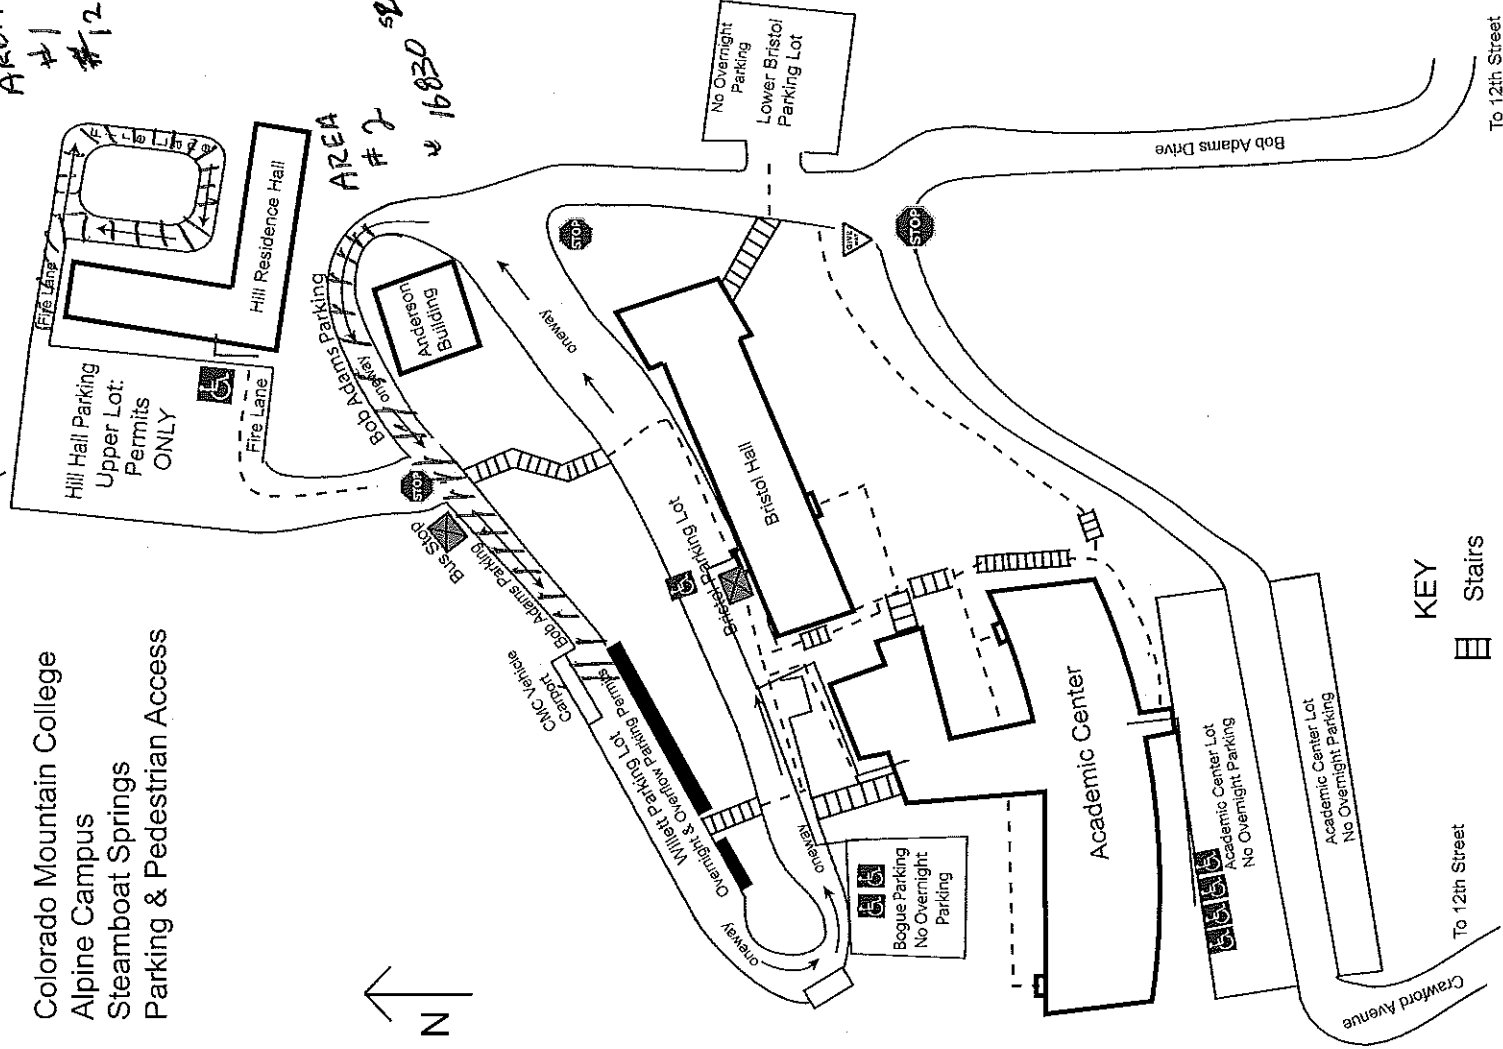 Colorado Mountain College
Alpine Campus
Steamboat Springs
Parking & Pedestrian Access
N
#1
AREA
# 2
16830
Fire Lane
Hill Residence Hall
Hill Hall Parking
Upper Lot:
Permits
ONLY
Fire Lane
STOP
Bus Stop
Bob Adams Parking
oneway
Anderson
Building
Bob Adams Parking
CMC Vehicle
Carport
Willett Parking Lot
Overnight & Overflow Parking Permits
oneway
oneway
oneway
STOP
No Overnight
Parking
Lower Bristol
Parking Lot
Bristol Parking Lot
Bristol Hall
GIVE
WAY
STOP
Bob Adams Drive
To 12th Street
Bogue Parking
No Overnight
Parking
Academic Center
Academic Center Lot
No Overnight Parking
Academic Center Lot
No Overnight Parking
Crawford Avenue
To 12th Street
KEY
Stairs